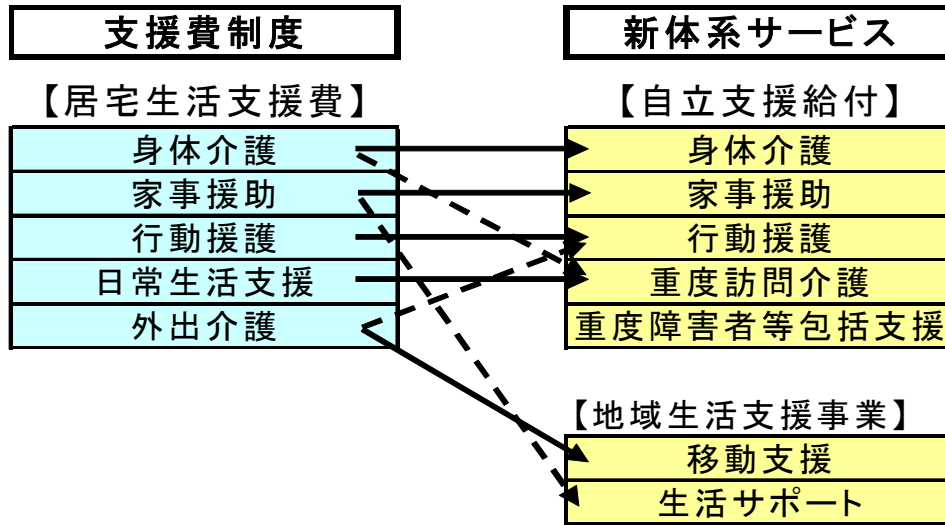 支援費制度
【居宅生活支援費】
身体介護
家事援助
行動援護
日常生活支援
外出介護
新体系サービス
【自立支援給付】
身体介護
家事援助
行動援護
重度訪問介護
重度障害者等包括支援
【地域生活支援事業】
移動支援
生活サポート